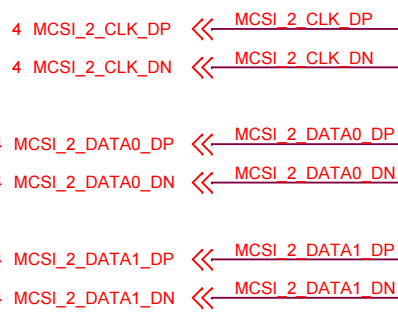 4 MCSI_2_CLK_DP MCSI_2_CLK_DP
4 MCSI_2_CLK_DN MCSI_2_CLK_DN
MCSI_2_DATA0_DP MCSI_2_DATA0_DP
MCSI_2_DATA0_DN MCSI_2_DATA0_DN
MCSI_2_DATA1_DP MCSI_2_DATA1_DP
MCSI_2_DATA1_DN MCSI_2_DATA1_DN